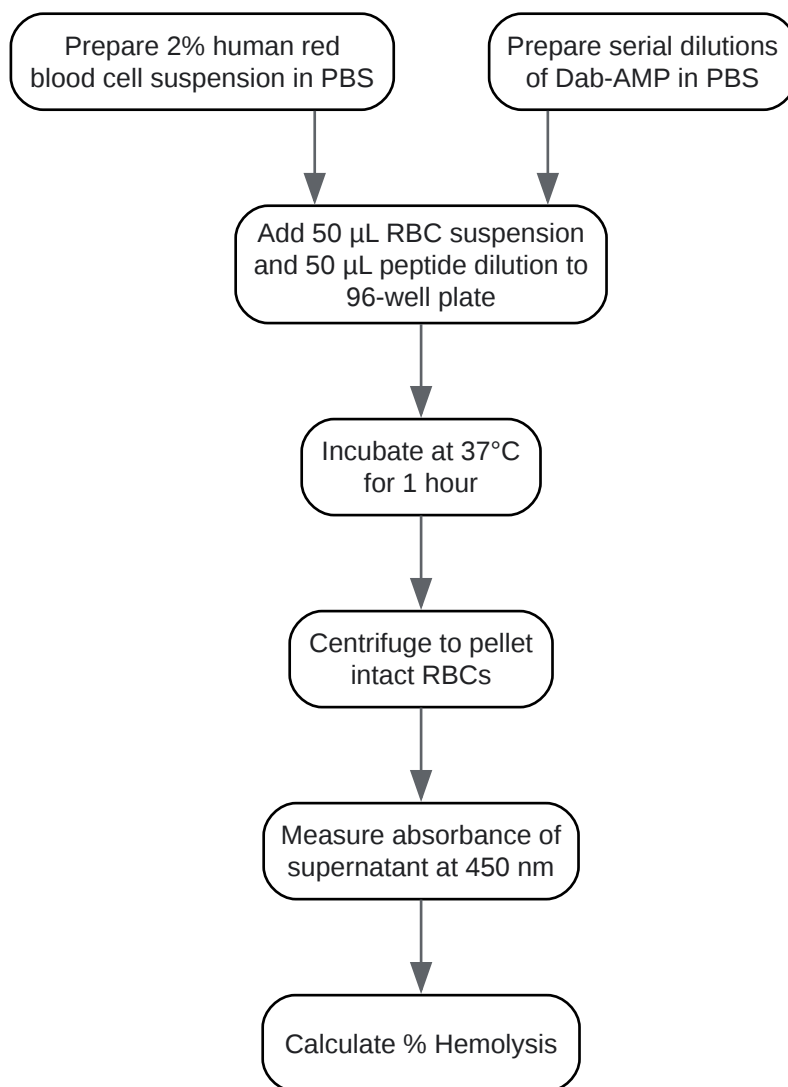 Prepare 2% human red
blood cell suspension in PBS
Prepare serial dilutions
of Dab-AMP in PBS
Add 50 µL RBC suspension
and 50 µL peptide dilution to
96-well plate
Incubate at 37°C
for 1 hour
Centrifuge to pellet
intact RBCs
Measure absorbance of
supernatant at 450 nm
Calculate % Hemolysis